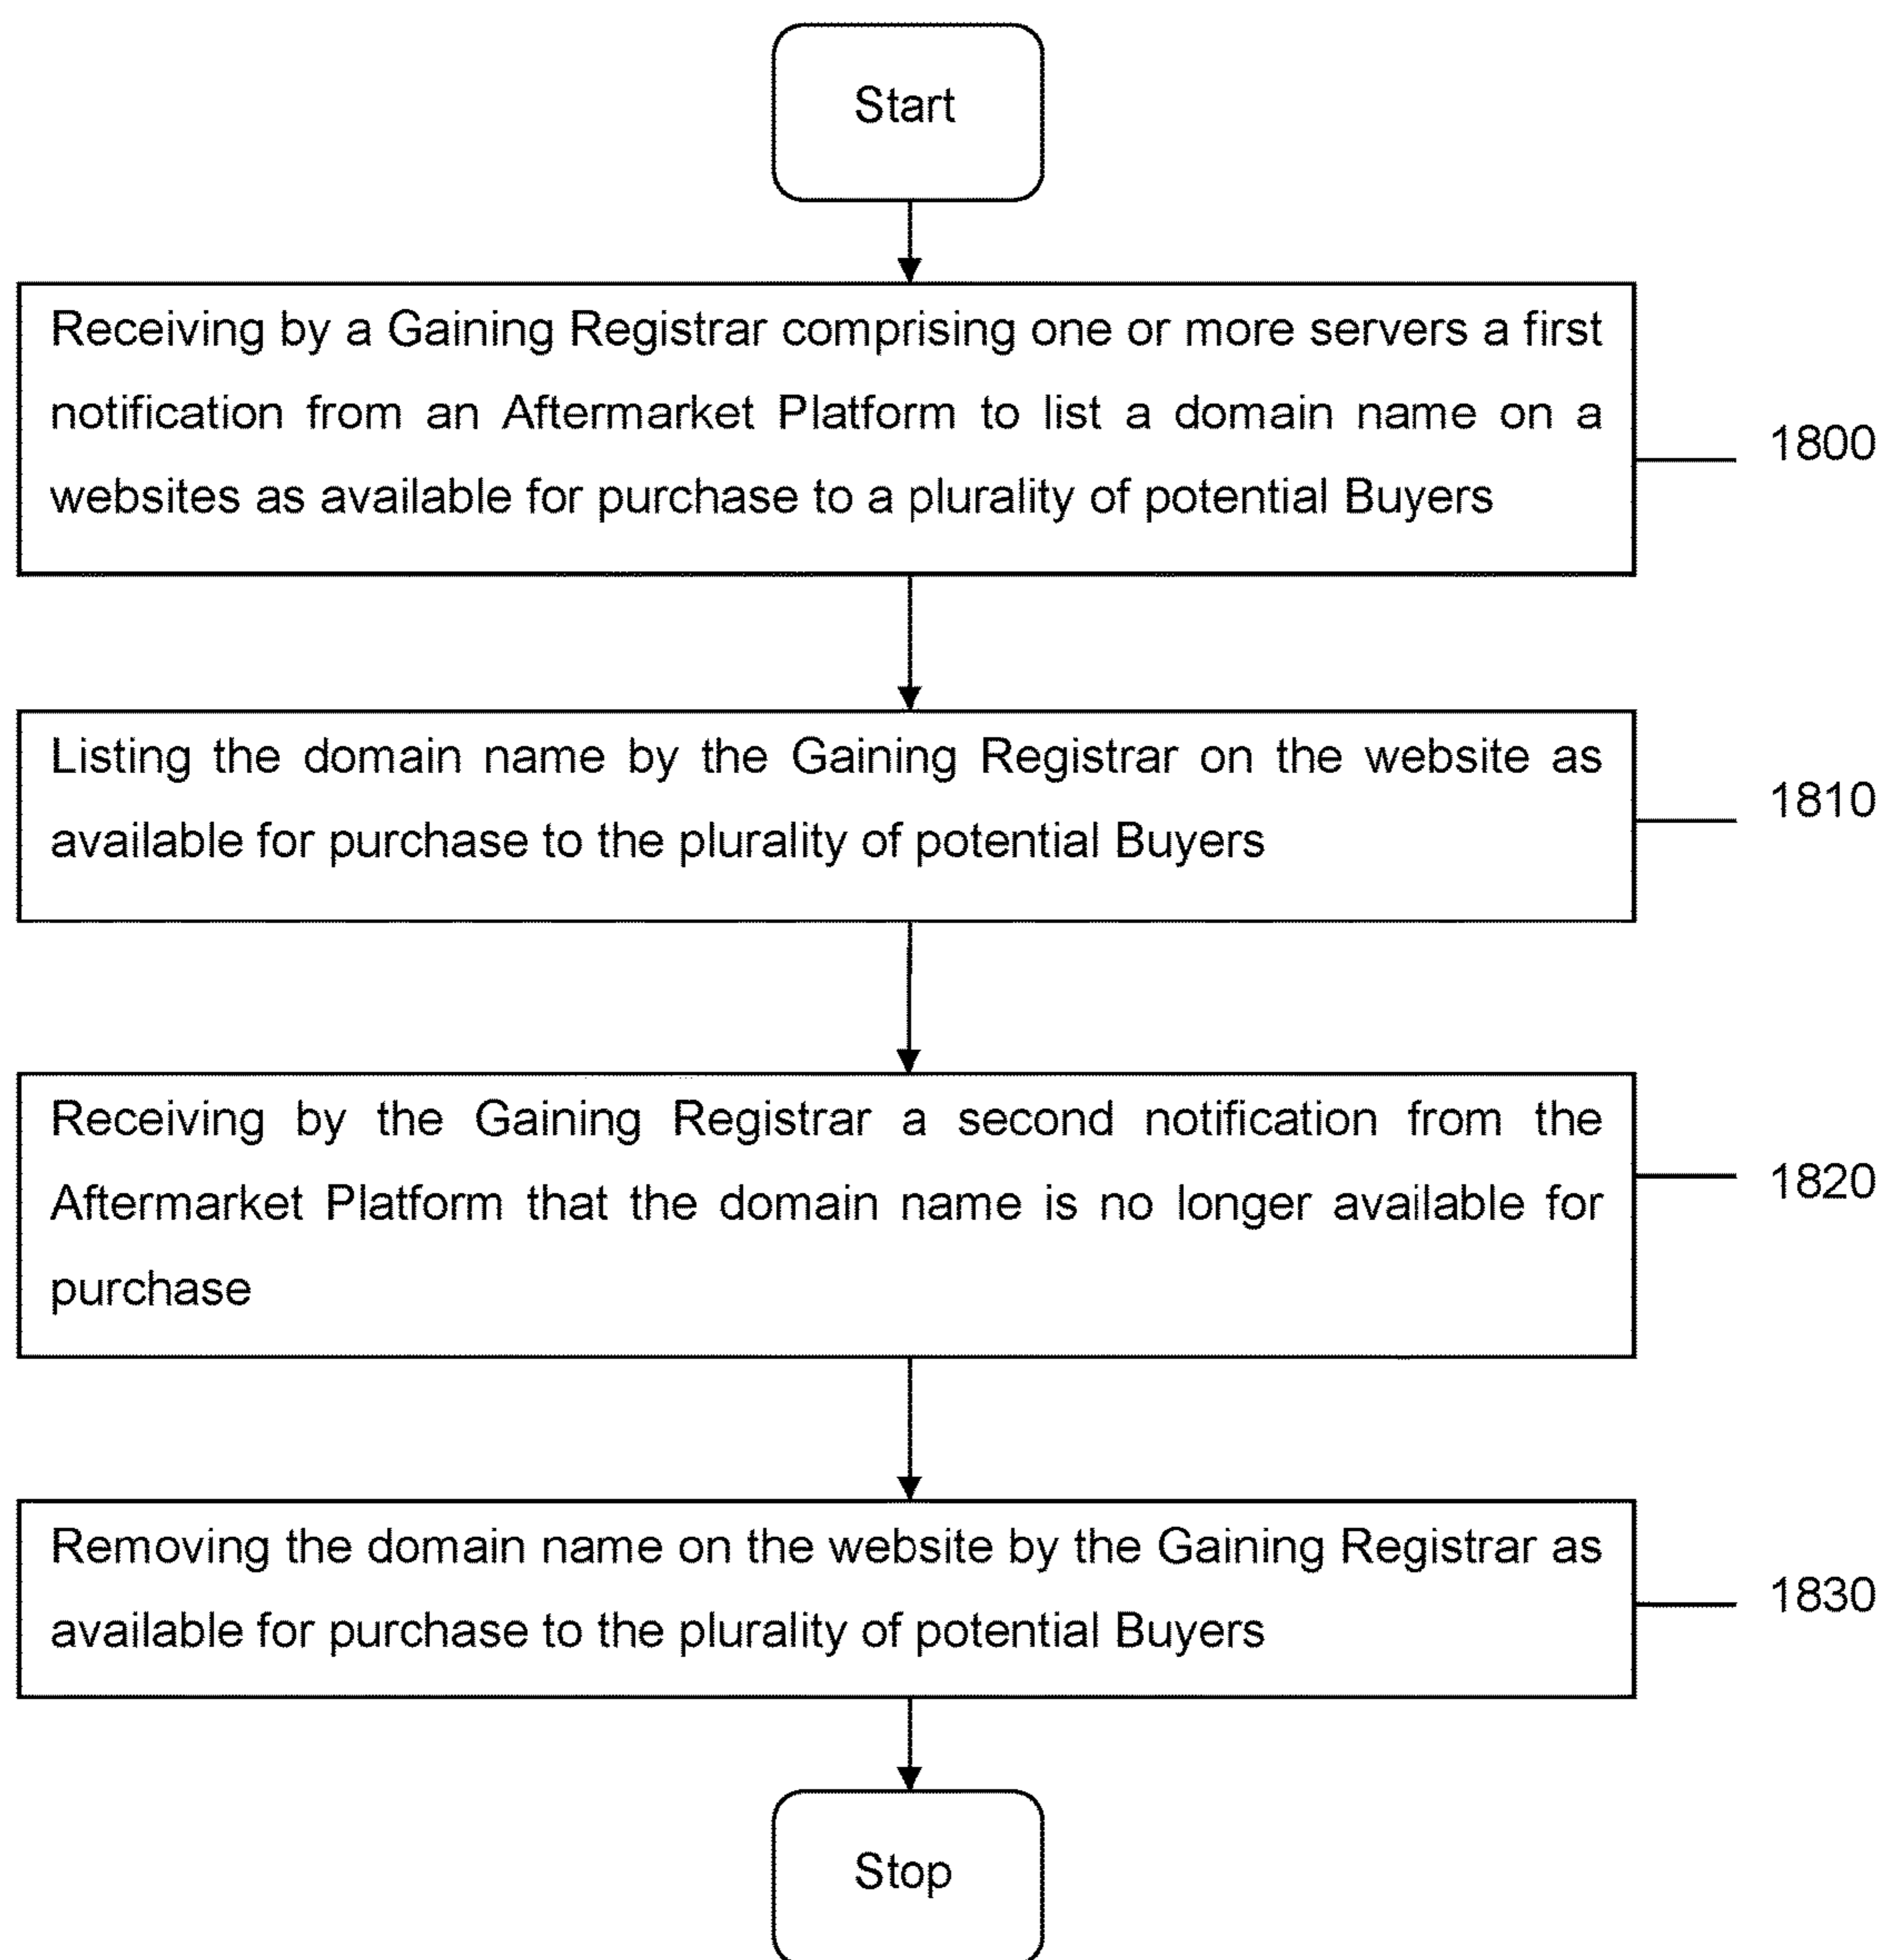 Start
Receiving by a Gaining Registrar comprising one or more servers a first
notification from an Aftermarket Platform to list a domain name on a
websites as available for purchase to a plurality of potential Buyers
1800
Listing the domain name by the Gaining Registrar on the website as
available for purchase to the plurality of potential Buyers
1810
Receiving by the Gaining Registrar a second notification from the
Aftermarket Platform that the domain name is no longer available for
purchase
1820
Removing the domain name on the website by the Gaining Registrar as
available for purchase to the plurality of potential Buyers
1830
Stop